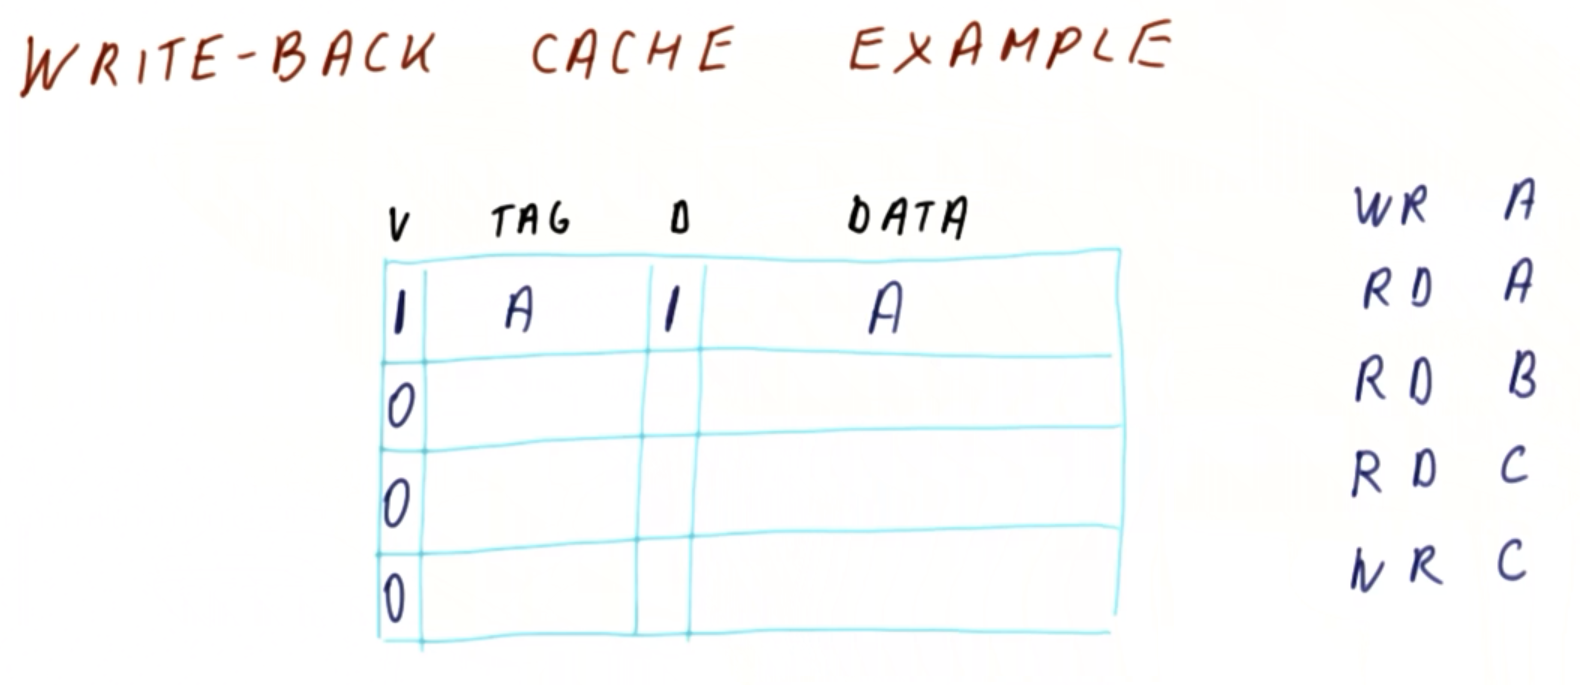 WRITE-BACK CACHE EXAMPLE
V TAG D DATA
1 A 1 A
0
0
0
WR A
RD A
RD B
RD C
WR C